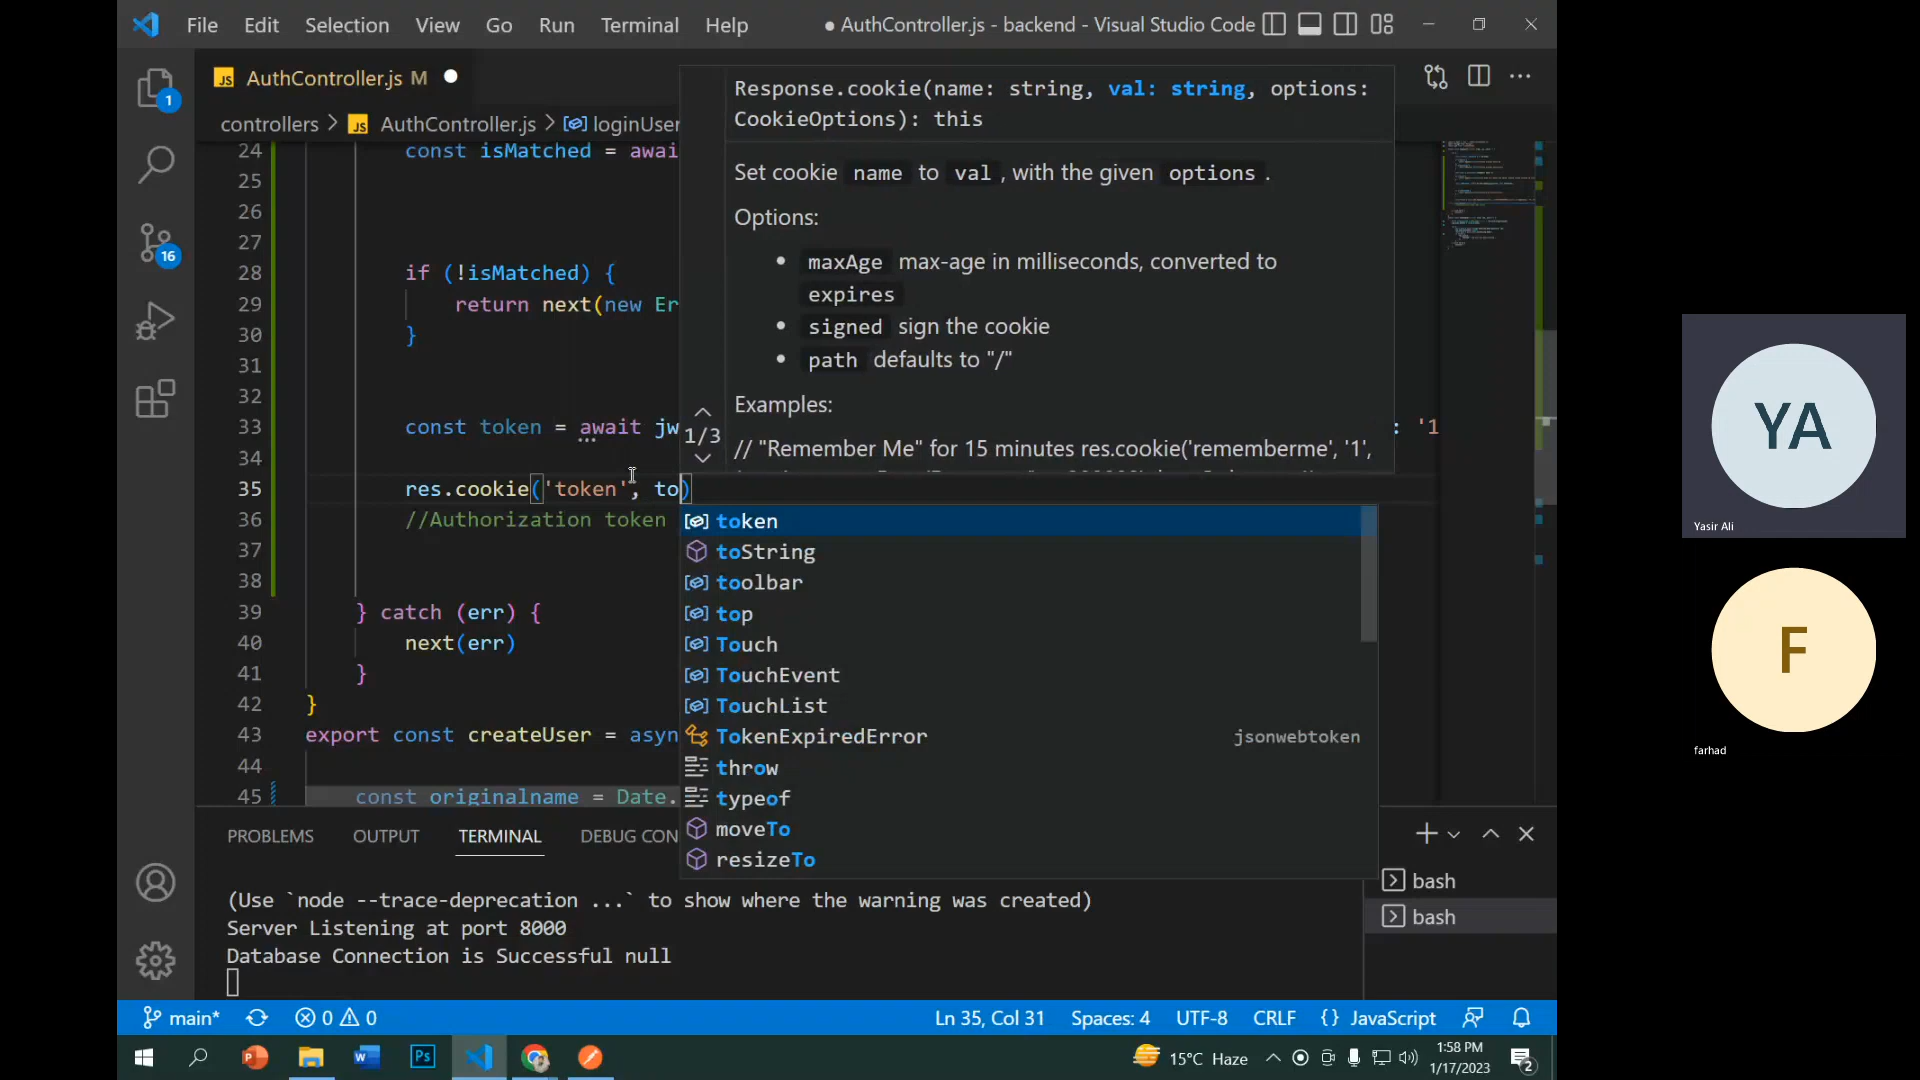 File Edit Selection View Go Run Terminal Help
● AuthController.js - backend - Visual Studio Code
JS AuthController.js M
controllers > JS AuthController.js > loginUser
24 const isMatched = awai
25
26
27
28 if (!isMatched) {
29 return next(new Er
30 }
31
32
33 const token = await jw : '1
34
35 res.cookie('token', to)
36 //Authorization token
37
38
39 } catch (err) {
40 next(err)
41 }
42 }
43 export const createUser = asyn
44
45 const originalname = Date.
Response.cookie(name: string, val: string, options:
CookieOptions): this
Set cookie name to val, with the given options.
Options:
• maxAge max-age in milliseconds, converted to
expires
• signed sign the cookie
• path defaults to "/"
Examples:
1/3
// "Remember Me" for 15 minutes res.cookie('rememberme', '1',
token
toString
toolbar
top
Touch
TouchEvent
TouchList
TokenExpiredError jsonwebtoken
throw
typeof
moveTo
resizeTo
1
16
PROBLEMS OUTPUT TERMINAL DEBUG CON
(Use `node --trace-deprecation ...` to show where the warning was created)
Server Listening at port 8000
Database Connection is Successful null
bash
bash
main* 0 0
Ln 35, Col 31 Spaces: 4 UTF-8 CRLF {} JavaScript
P W Ps
15°C Haze
1:58 PM
1/17/2023
2
YA
Yasir Ali
F
farhad